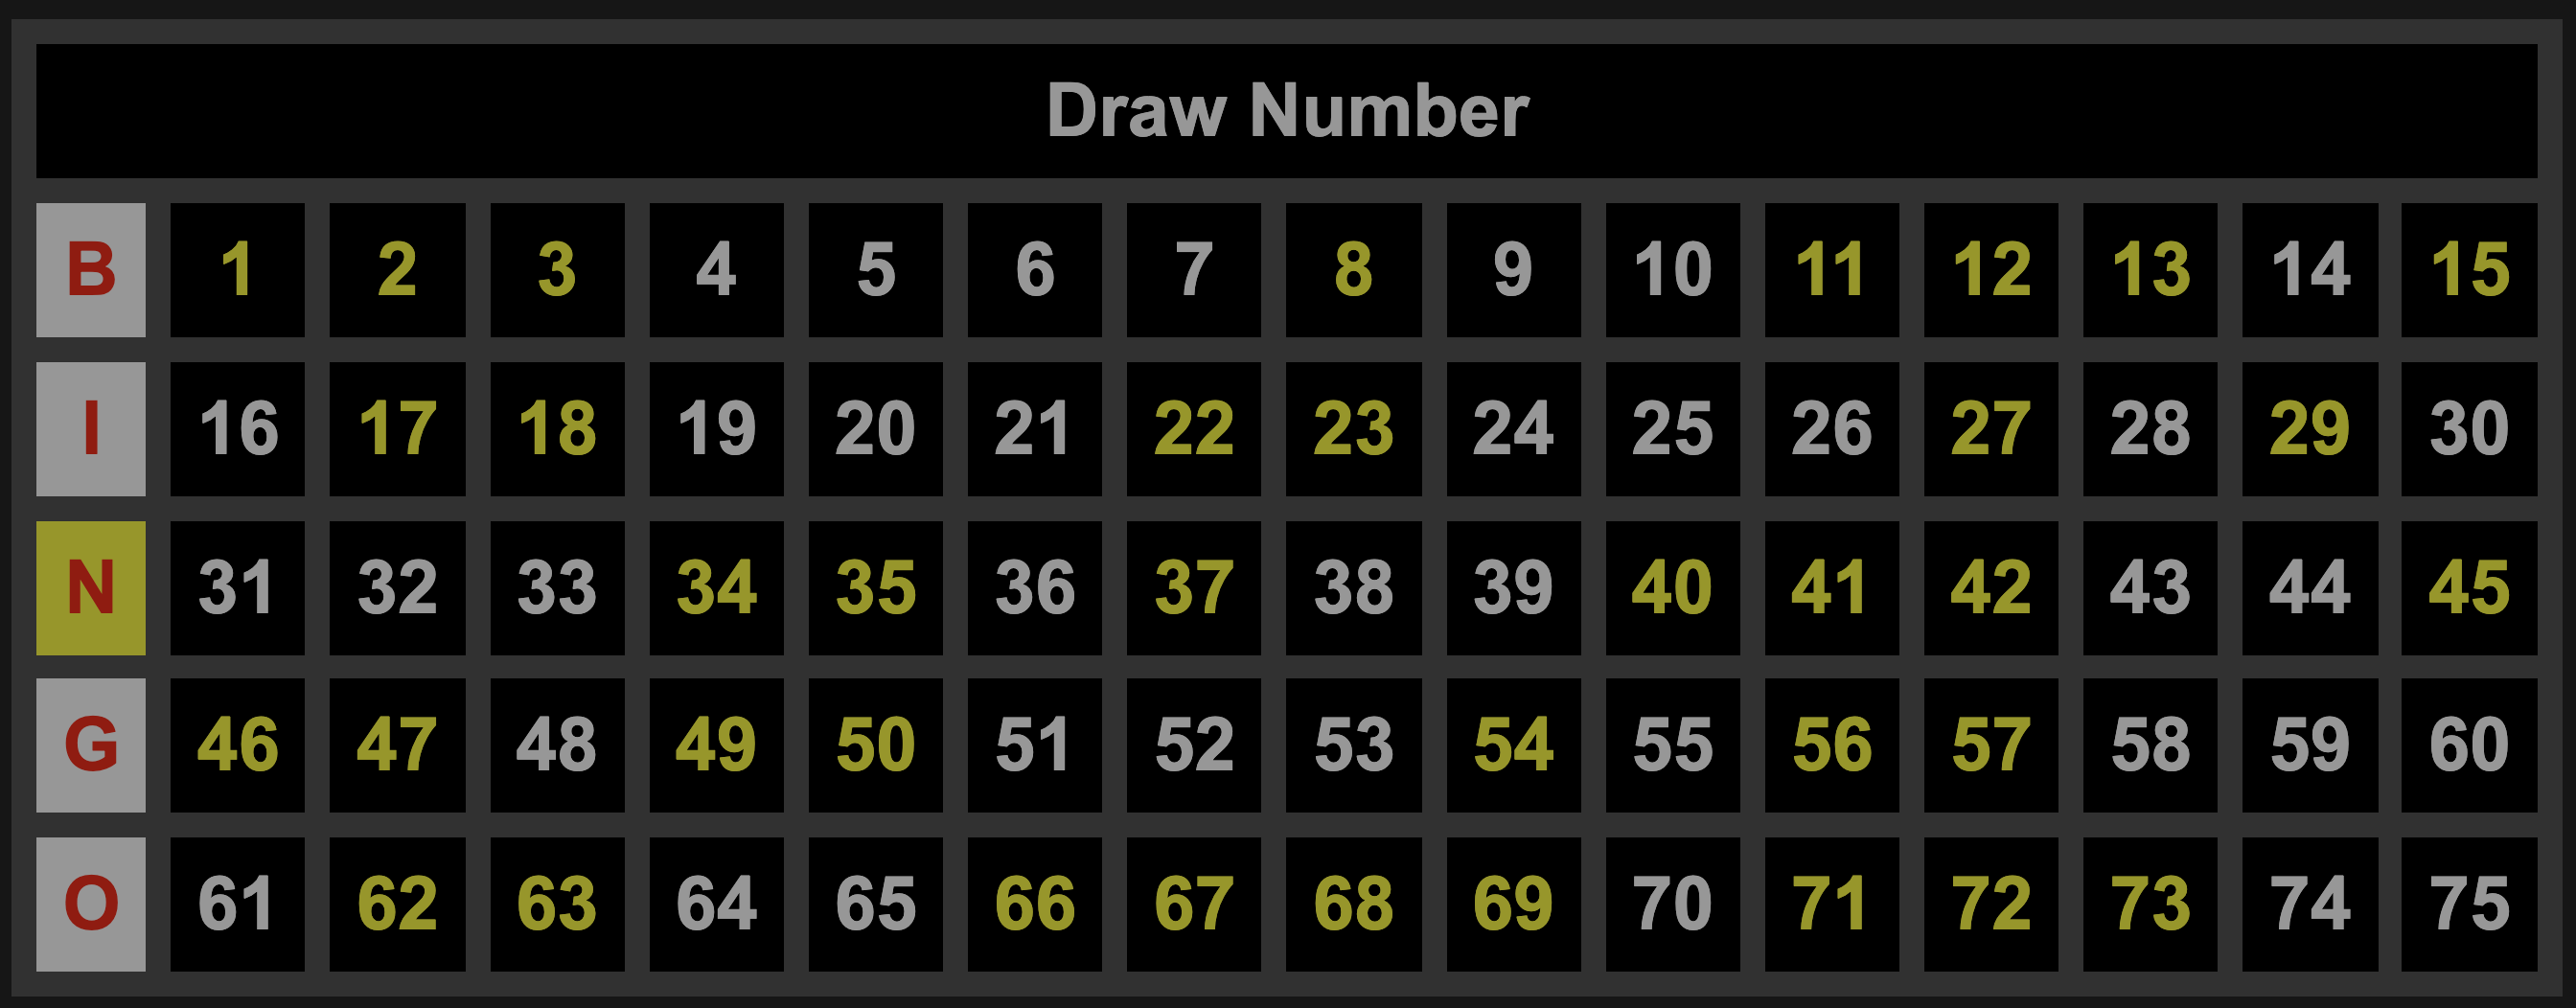 Draw Number
B 1 2 3 4 5 6 7 8 9 10 11 12 13 14 15
I 16 17 18 19 20 21 22 23 24 25 26 27 28 29 30
N 31 32 33 34 35 36 37 38 39 40 41 42 43 44 45
G 46 47 48 49 50 51 52 53 54 55 56 57 58 59 60
O 61 62 63 64 65 66 67 68 69 70 71 72 73 74 75